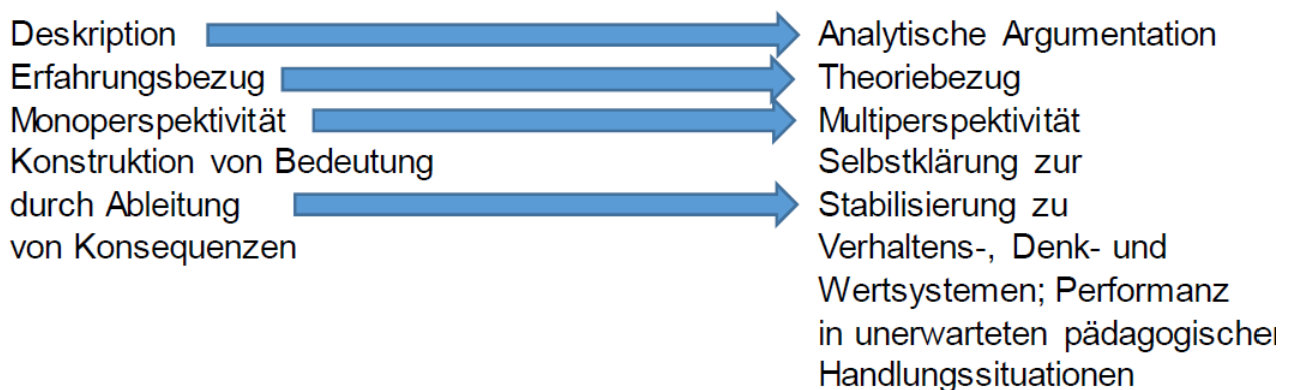 Deskription Analytische Argumentation
Erfahrungsbezug Theoriebezug
Monoperspektivität Multiperspektivität
Konstruktion von Bedeutung Selbstklärung zur
durch Ableitung Stabilisierung zu
von Konsequenzen Verhaltens-, Denk- und
Wertsystemen; Performanz
in unerwarteten pädagogische
Handlungssituationen